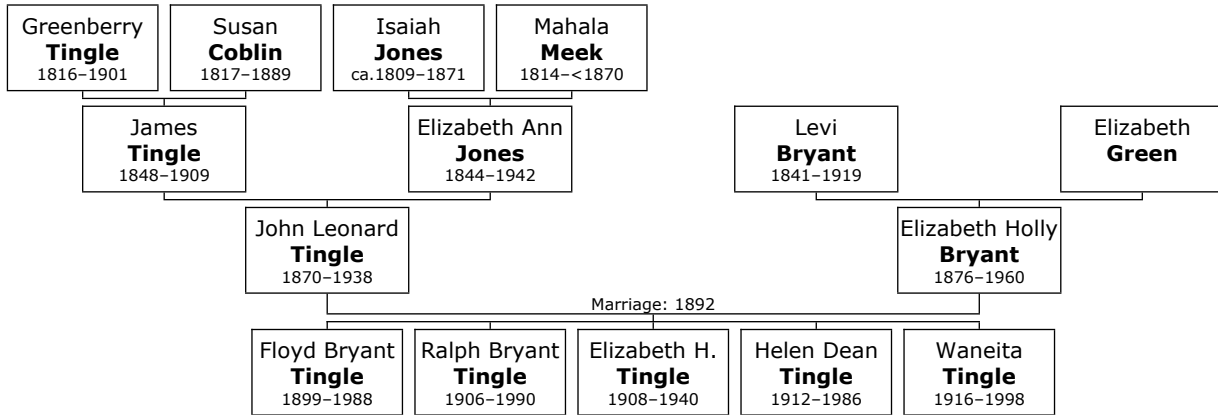 Greenberry
Tingle
1816–1901
Susan
Coblin
1817–1889
Isaiah
Jones
ca.1809–1871
Mahala
Meek
1814–<1870
James
Tingle
1848–1909
Elizabeth Ann
Jones
1844–1942
Levi
Bryant
1841–1919
Elizabeth
Green
John Leonard
Tingle
1870–1938
Elizabeth Holly
Bryant
1876–1960
Marriage: 1892
Floyd Bryant
Tingle
1899–1988
Ralph Bryant
Tingle
1906–1990
Elizabeth H.
Tingle
1908–1940
Helen Dean
Tingle
1912–1986
Waneita
Tingle
1916–1998